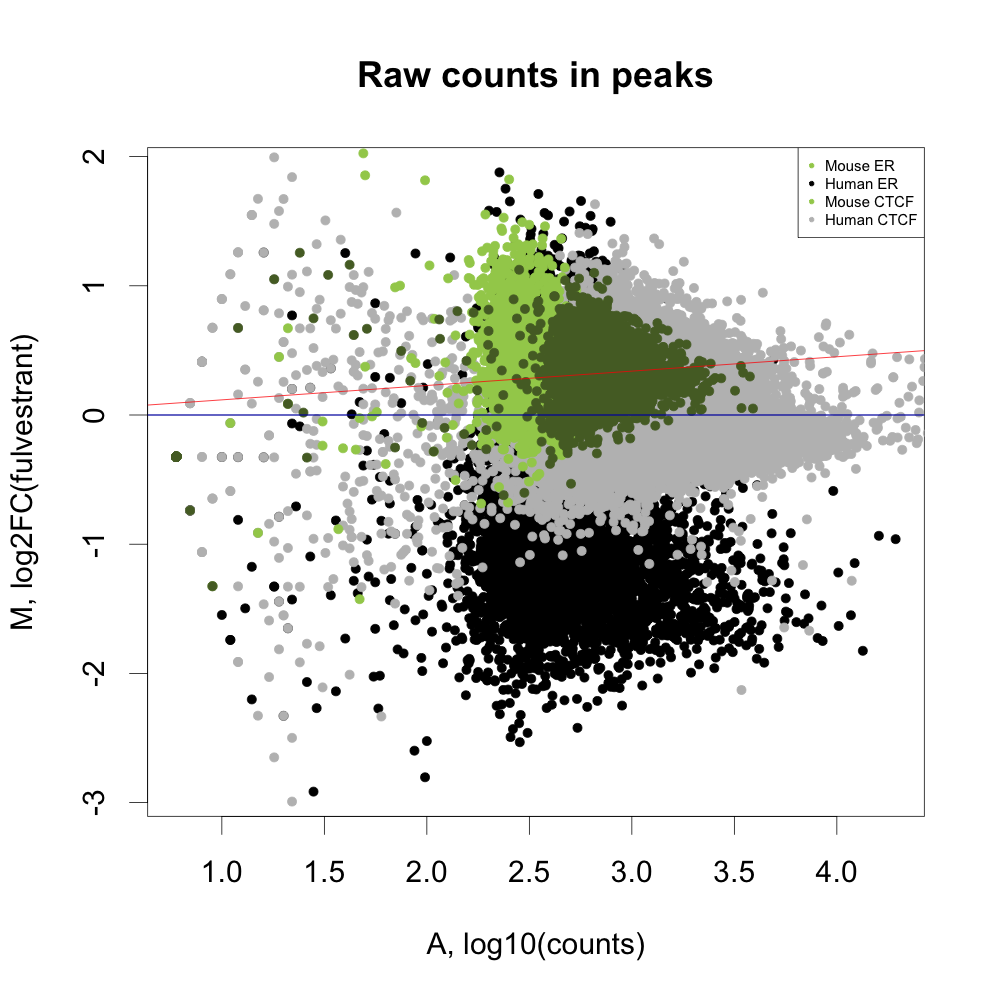 Raw counts in peaks
Mouse ER
Human ER
Mouse CTCF
Human CTCF
2
1
0
-1
-2
-3
M, log2FC(fulvestrant)
1.0 1.5 2.0 2.5 3.0 3.5 4.0
A, log10(counts)